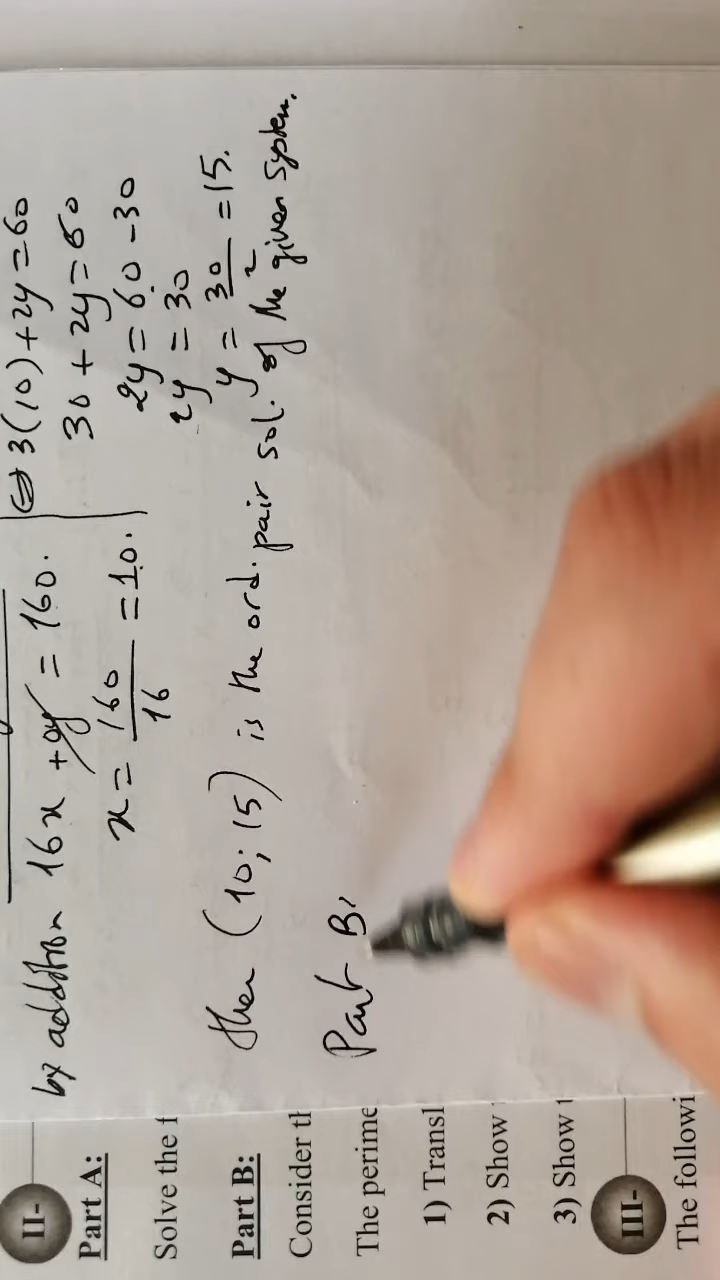 by addition 16x + 0y = 160.
x = 160/16 = 10.
⇔ 3(10) + 2y = 60
30 + 2y = 60
2y = 60 - 30
2y = 30
y = 30/2 = 15.
then (10; 15) is the ord. pair sol. of the given system.
Part B:
II-
Part A:
Solve the f
Part B:
Consider th
The perime
1) Transl
2) Show
3) Show t
III-
The followi